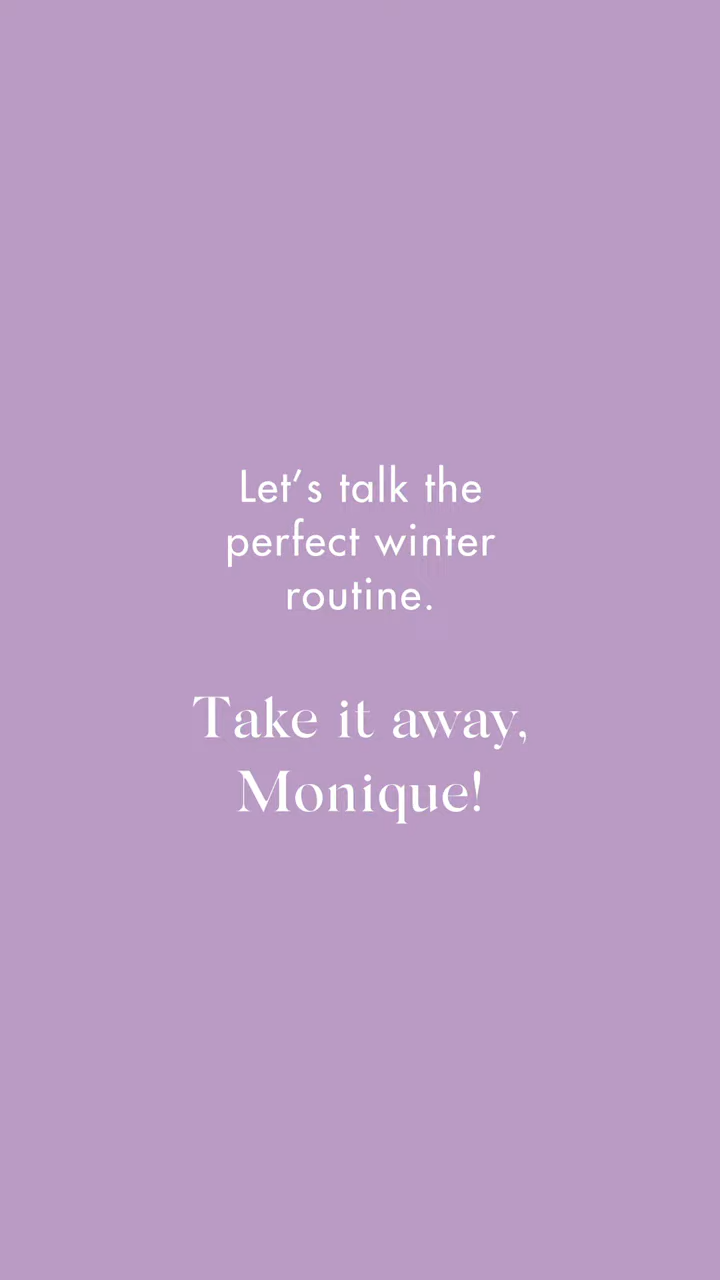 Let’s talk the
perfect winter
routine.
Take it away,
Monique!